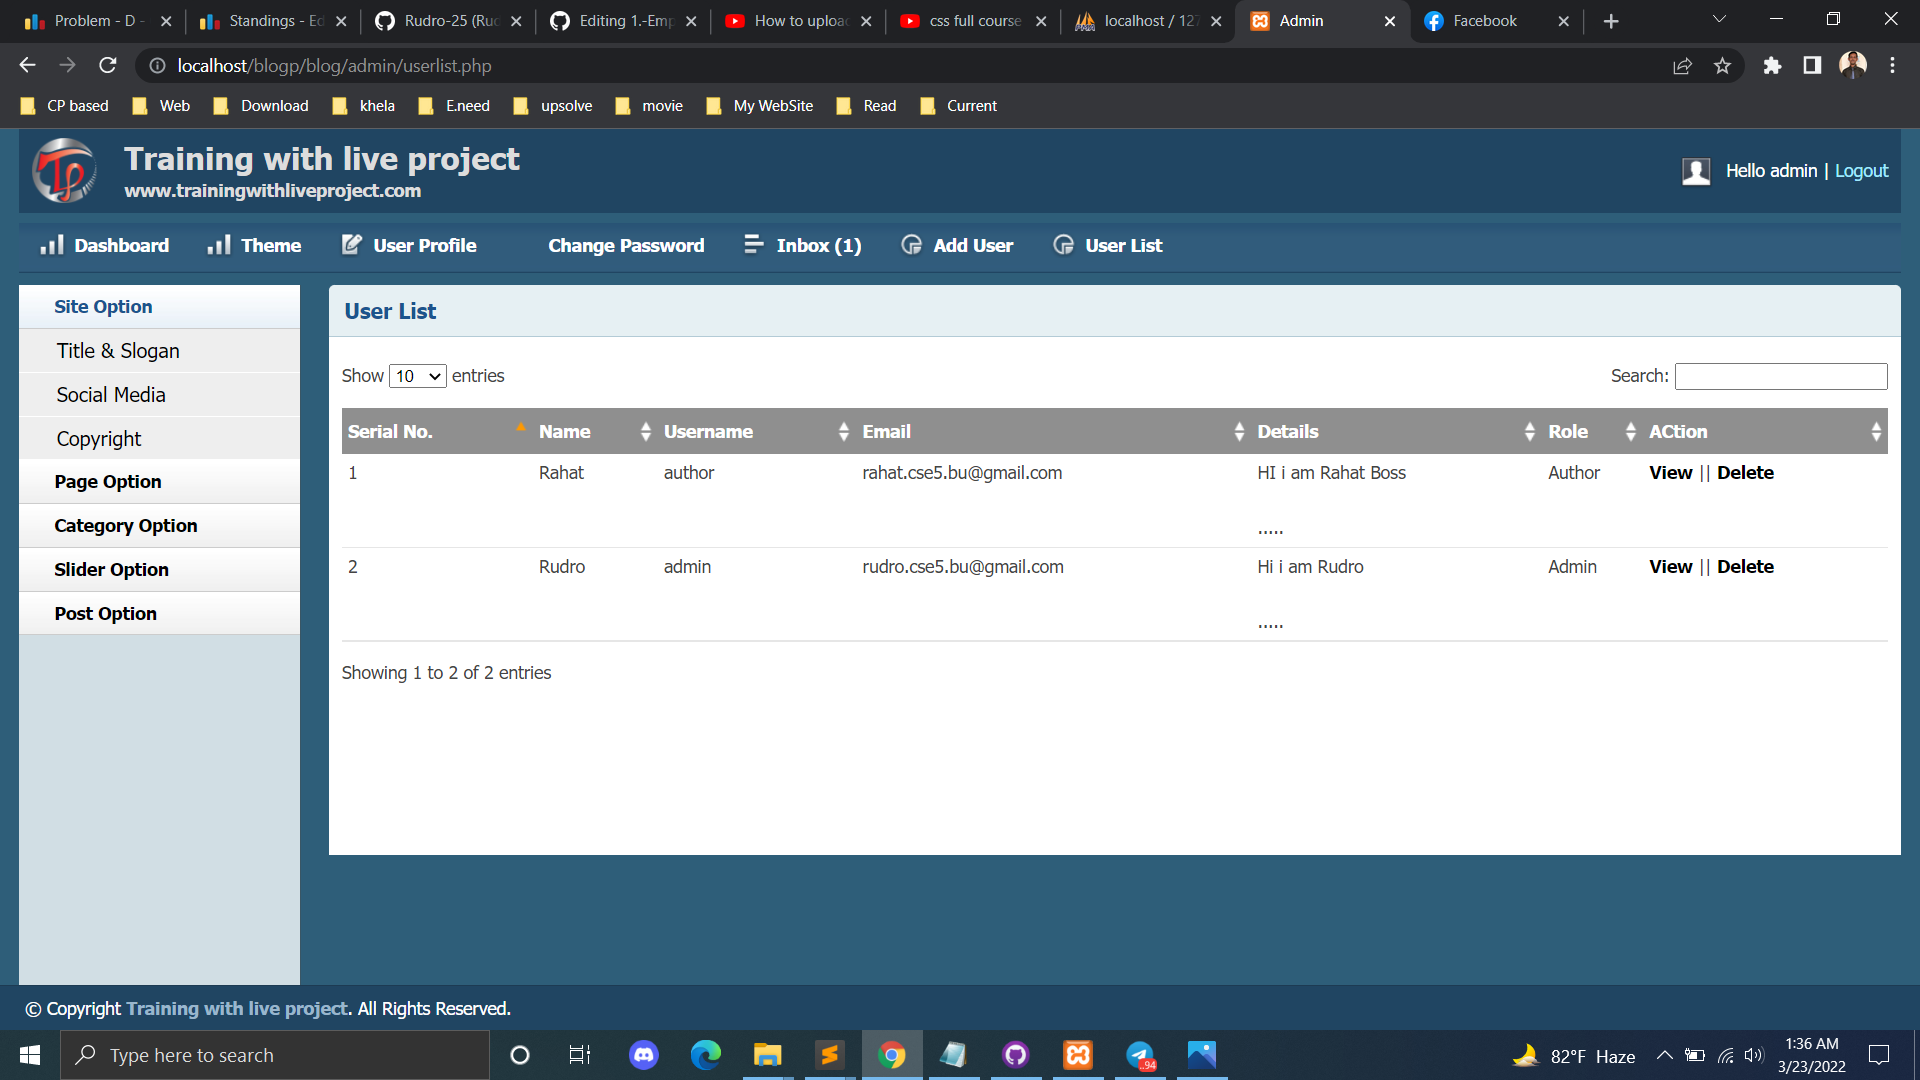 Problem - D -
Standings - Ed
Rudro-25 (Rud
Editing 1.-Emp
How to uploa
css full course
localhost / 127
Admin
Facebook
localhost/blogp/blog/admin/userlist.php
CP based Web Download khela E.need upsolve movie My WebSite Read Current
Training with live project
www.trainingwithliveproject.com
Hello admin | Logout
Dashboard Theme User Profile Change Password Inbox (1) Add User User List
Site Option
Title & Slogan
Social Media
Copyright
Page Option
Category Option
Slider Option
Post Option
User List
Show 10 entries
Search:
Serial No. Name Username Email Details Role ACtion
1 Rahat author rahat.cse5.bu@gmail.com HI i am Rahat Boss Author View || Delete
.....
2 Rudro admin rudro.cse5.bu@gmail.com Hi i am Rudro Admin View || Delete
.....
Showing 1 to 2 of 2 entries
© Copyright Training with live project. All Rights Reserved.
Type here to search
..94
82°F Haze
1:36 AM
3/23/2022